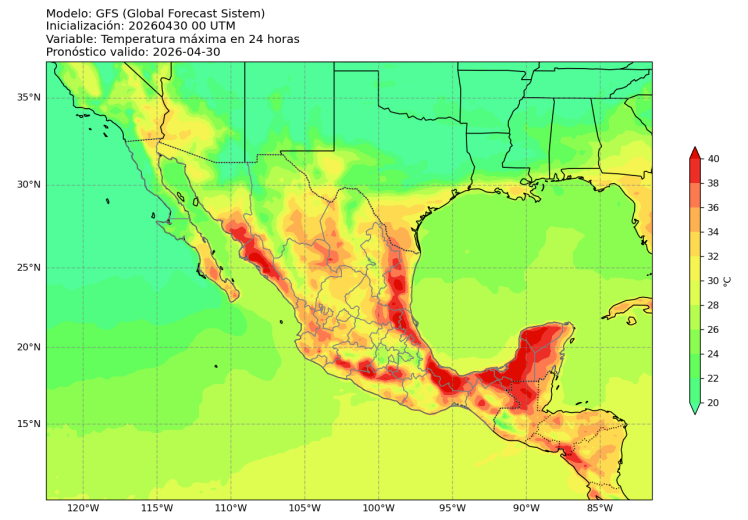 Modelo: GFS (Global Forecast Sistem)
Inicialización: 20260430 00 UTM
Variable: Temperatura máxima en 24 horas
Pronóstico valido: 2026-04-30
35°N
30°N
25°N
20°N
15°N
120°W 115°W 110°W 105°W 100°W 95°W 90°W 85°W
40
38
36
34
32
30
28
26
24
22
20
°C